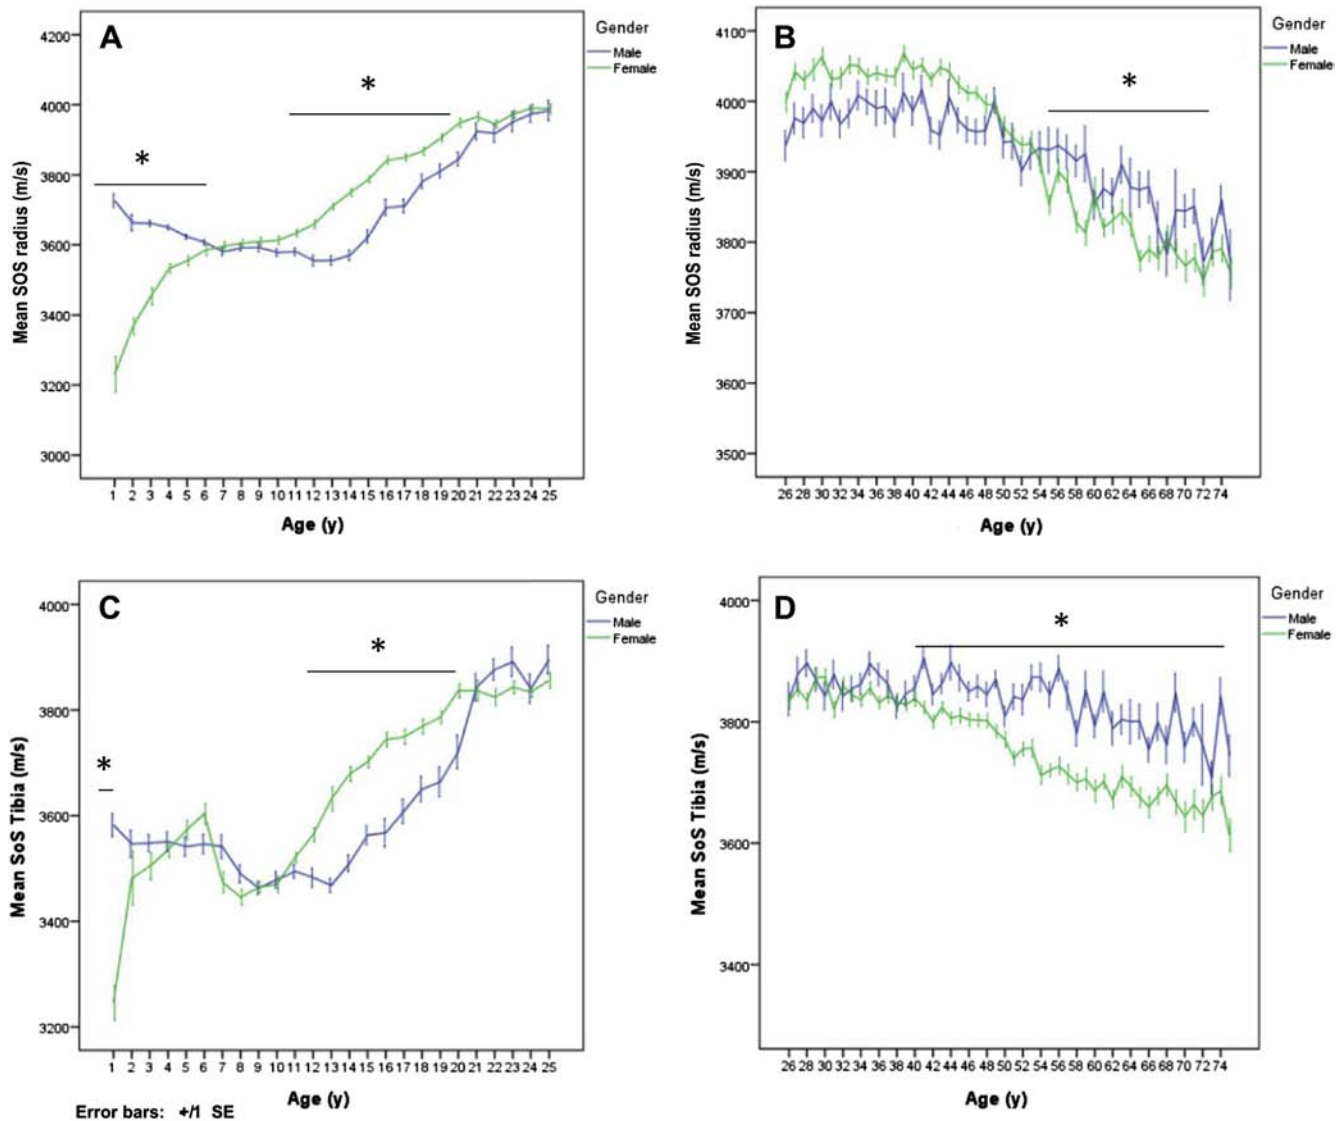 A
Gender
Male
Female
*
*
4200
4000
3800
3600
3400
3200
3000
Mean SOS radius (m/s)
1 2 3 4 5 6 7 8 9 10 11 12 13 14 15 16 17 18 19 20 21 22 23 24 25
Age (y)
B
Gender
Male
Female
*
4100
4000
3900
3800
3700
3600
3500
Mean SOS radius (m/s)
26 28 30 32 34 36 38 40 42 44 46 48 50 52 54 56 58 60 62 64 66 68 70 72 74
Age (y)
C
Gender
Male
Female
*
*
4000
3800
3600
3400
3200
Mean SoS Tibia (m/s)
1 2 3 4 5 6 7 8 9 10 11 12 13 14 15 16 17 18 19 20 21 22 23 24 25
Age (y)
Error bars: +/1 SE
D
Gender
Male
Female
*
4000
3800
3600
3400
Mean SoS Tibia (m/s)
26 28 30 32 34 36 38 40 42 44 46 48 50 52 54 56 58 60 62 64 66 68 70 72 74
Age (y)